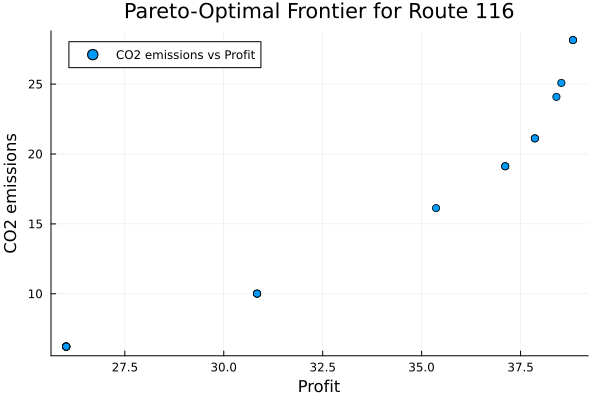 Pareto-Optimal Frontier for Route 116
CO2 emissions vs Profit
CO2 emissions
25
20
15
10
27.5 30.0 32.5 35.0 37.5
Profit